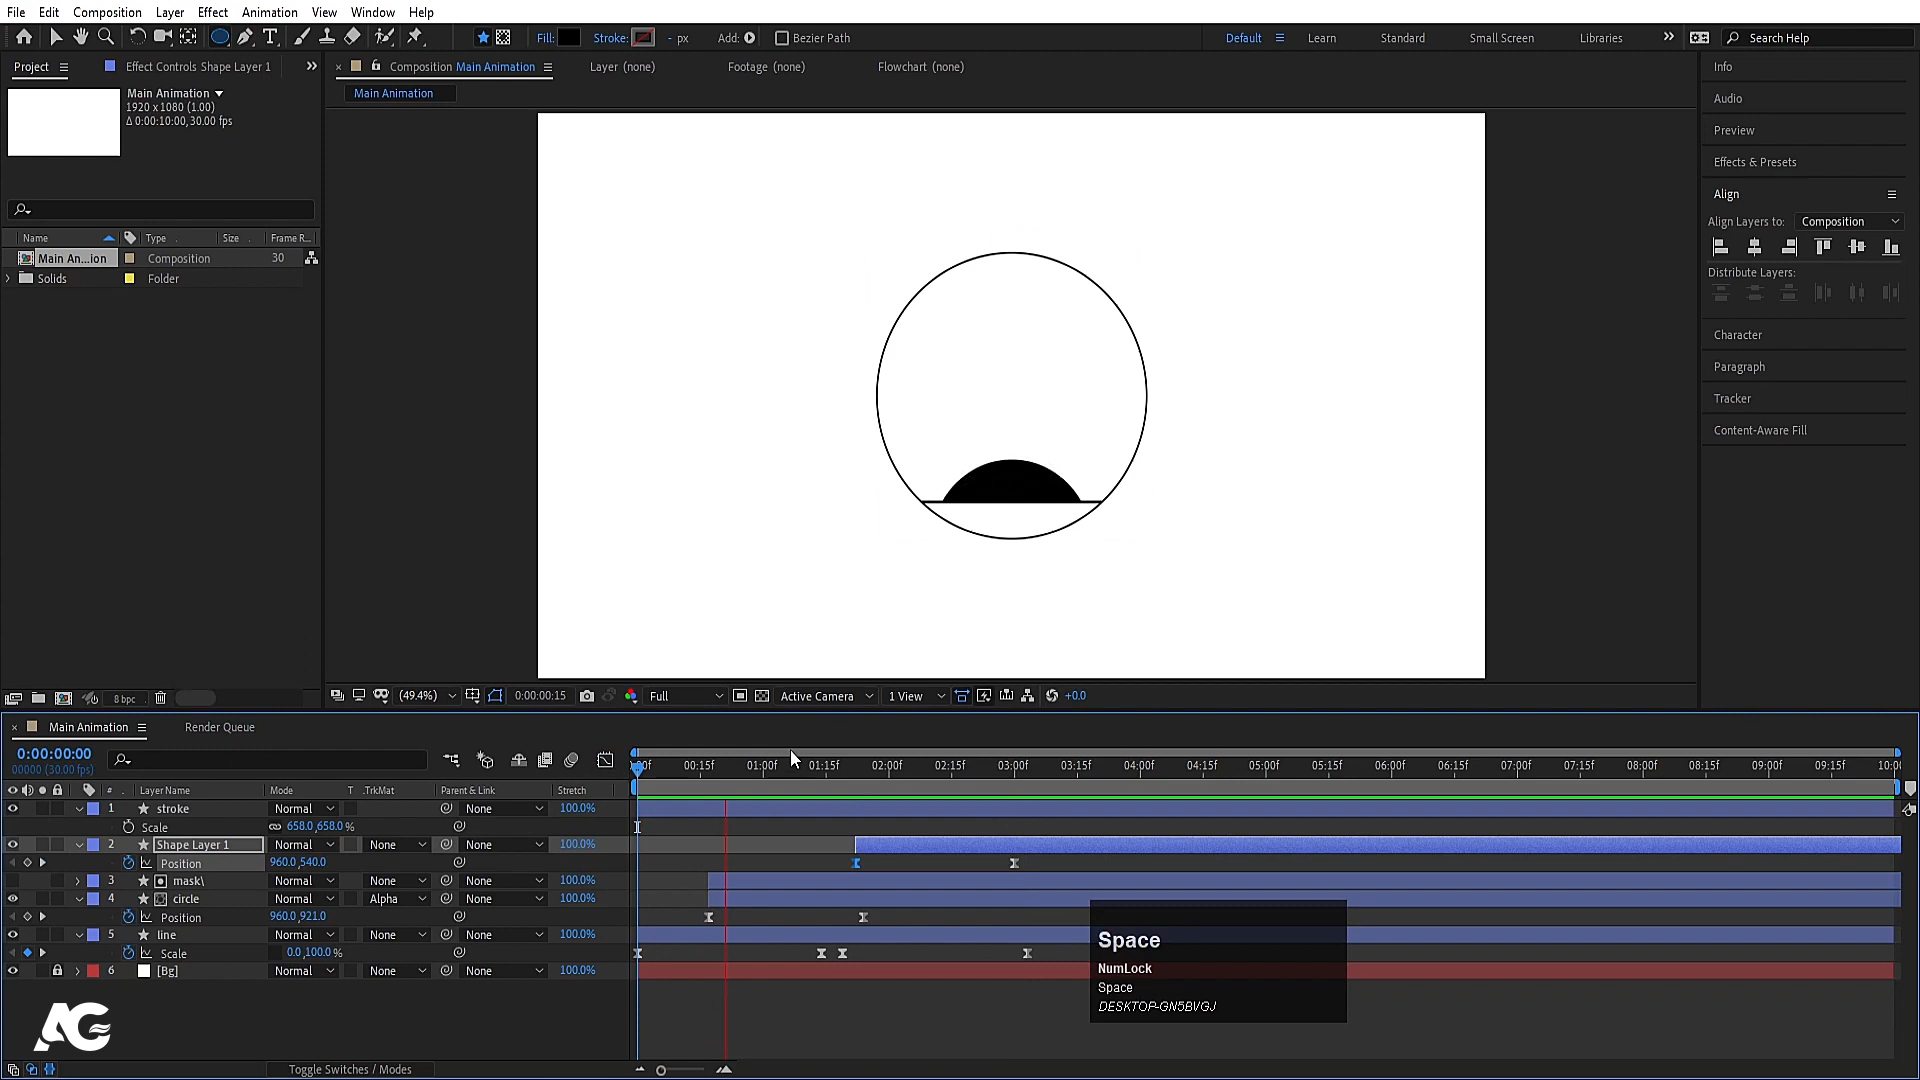 File Edit Composition Layer Effect Animation View Window Help
Fill: Stroke: - px Add: Bezier Path Default Learn Standard Small Screen Libraries Search Help
Project Effect Controls Shape Layer 1 Composition Main Animation Layer (none) Footage (none) Flowchart (none)
Main Animation
Main Animation
1920 x 1080 (1.00)
Δ 0:00:10:00,30.00 fps
Name Type Size Frame R...
Main An...ion Composition 30
Solids Folder
8 bpc
Info
Audio
Preview
Effects & Presets
Align
Align Layers to: Composition
Distribute Layers:
Character
Paragraph
Tracker
Content-Aware Fill
(49.4%) 0:00:00:15 Full Active Camera 1 View +0.0
Main Animation Render Queue
0:00:00:00
00000 (30.00 fps)
00f 00:15f 01:00f 01:15f 02:00f 02:15f 03:00f 03:15f 04:00f 04:15f 05:00f 05:15f 06:00f 06:15f 07:00f 07:15f 08:00f 08:15f 09:00f 09:15f 10:00
# Layer Name Mode T .TrkMat Parent & Link Stretch
1 stroke Normal None 100.0%
Scale 658.0,658.0%
2 Shape Layer 1 Normal None None 100.0%
Position 960.0,540.0
3 mask\ Normal None None 100.0%
4 circle Normal Alpha None 100.0%
Position 960.0,921.0
5 line Normal None None 100.0%
Scale 0.0,100.0%
6 [Bg] Normal None None 100.0%
Space
NumLock
Space
DESKTOP-GN5BVGJ
AG
Toggle Switches / Modes